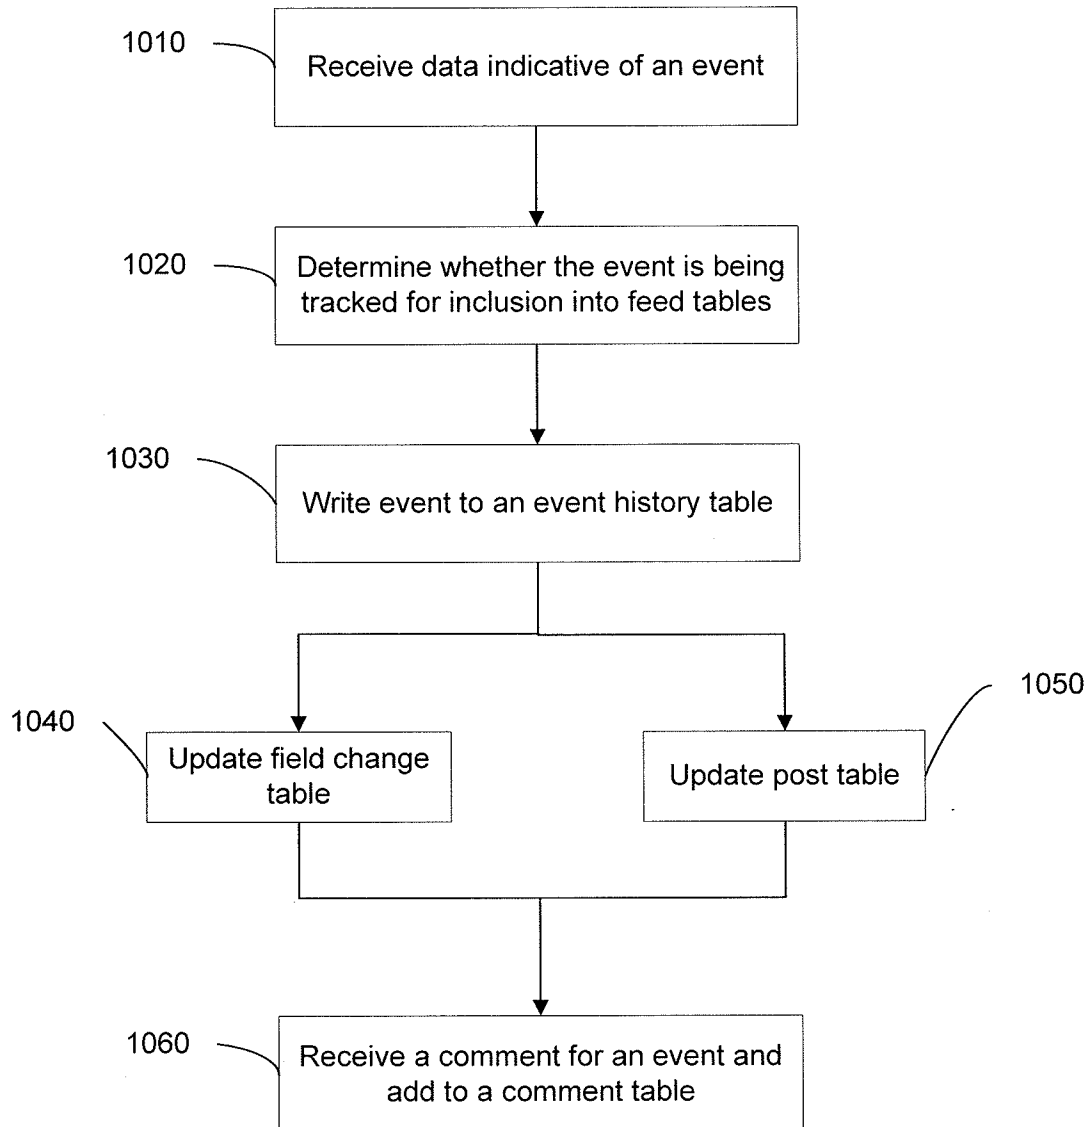 1010
Receive data indicative of an event
1020
Determine whether the event is being
tracked for inclusion into feed tables
1030
Write event to an event history table
1040
Update field change
table
1050
Update post table
1060
Receive a comment for an event and
add to a comment table